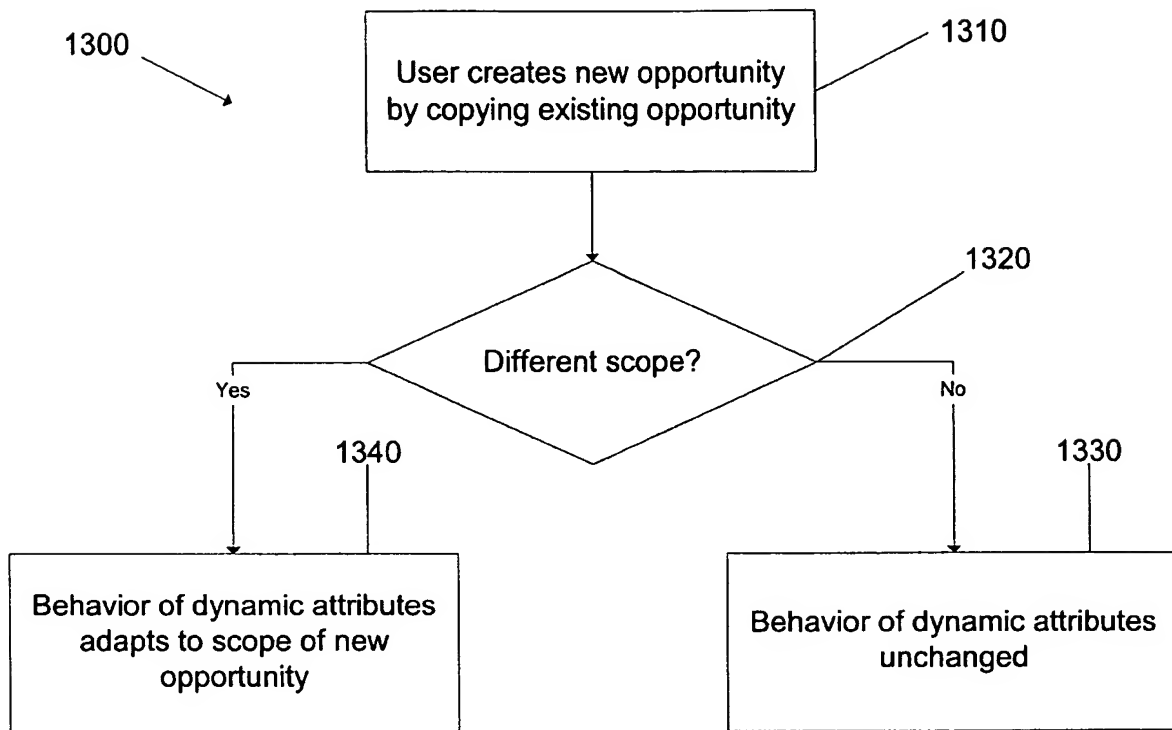 1300
1310
User creates new opportunity
by copying existing opportunity
1320
Different scope?
Yes
No
1340
1330
Behavior of dynamic attributes
adapts to scope of new
opportunity
Behavior of dynamic attributes
unchanged